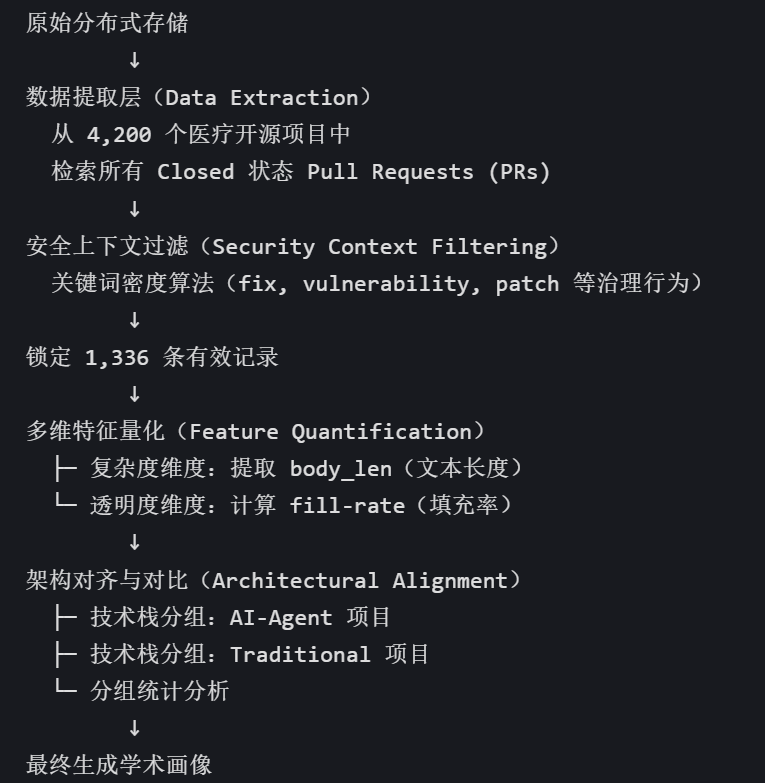 原始分布式存储
↓
数据提取层（Data Extraction）
从 4,200 个医疗开源项目中
检索所有 Closed 状态 Pull Requests (PRs)
↓
安全上下文过滤（Security Context Filtering）
关键词密度算法（fix, vulnerability, patch 等治理行为）
↓
锁定 1,336 条有效记录
↓
多维特征量化（Feature Quantification）
├─ 复杂度维度：提取 body_len（文本长度）
└─ 透明度维度：计算 fill-rate（填充率）
↓
架构对齐与对比（Architectural Alignment）
├─ 技术栈分组：AI-Agent 项目
├─ 技术栈分组：Traditional 项目
└─ 分组统计分析
↓
最终生成学术画像